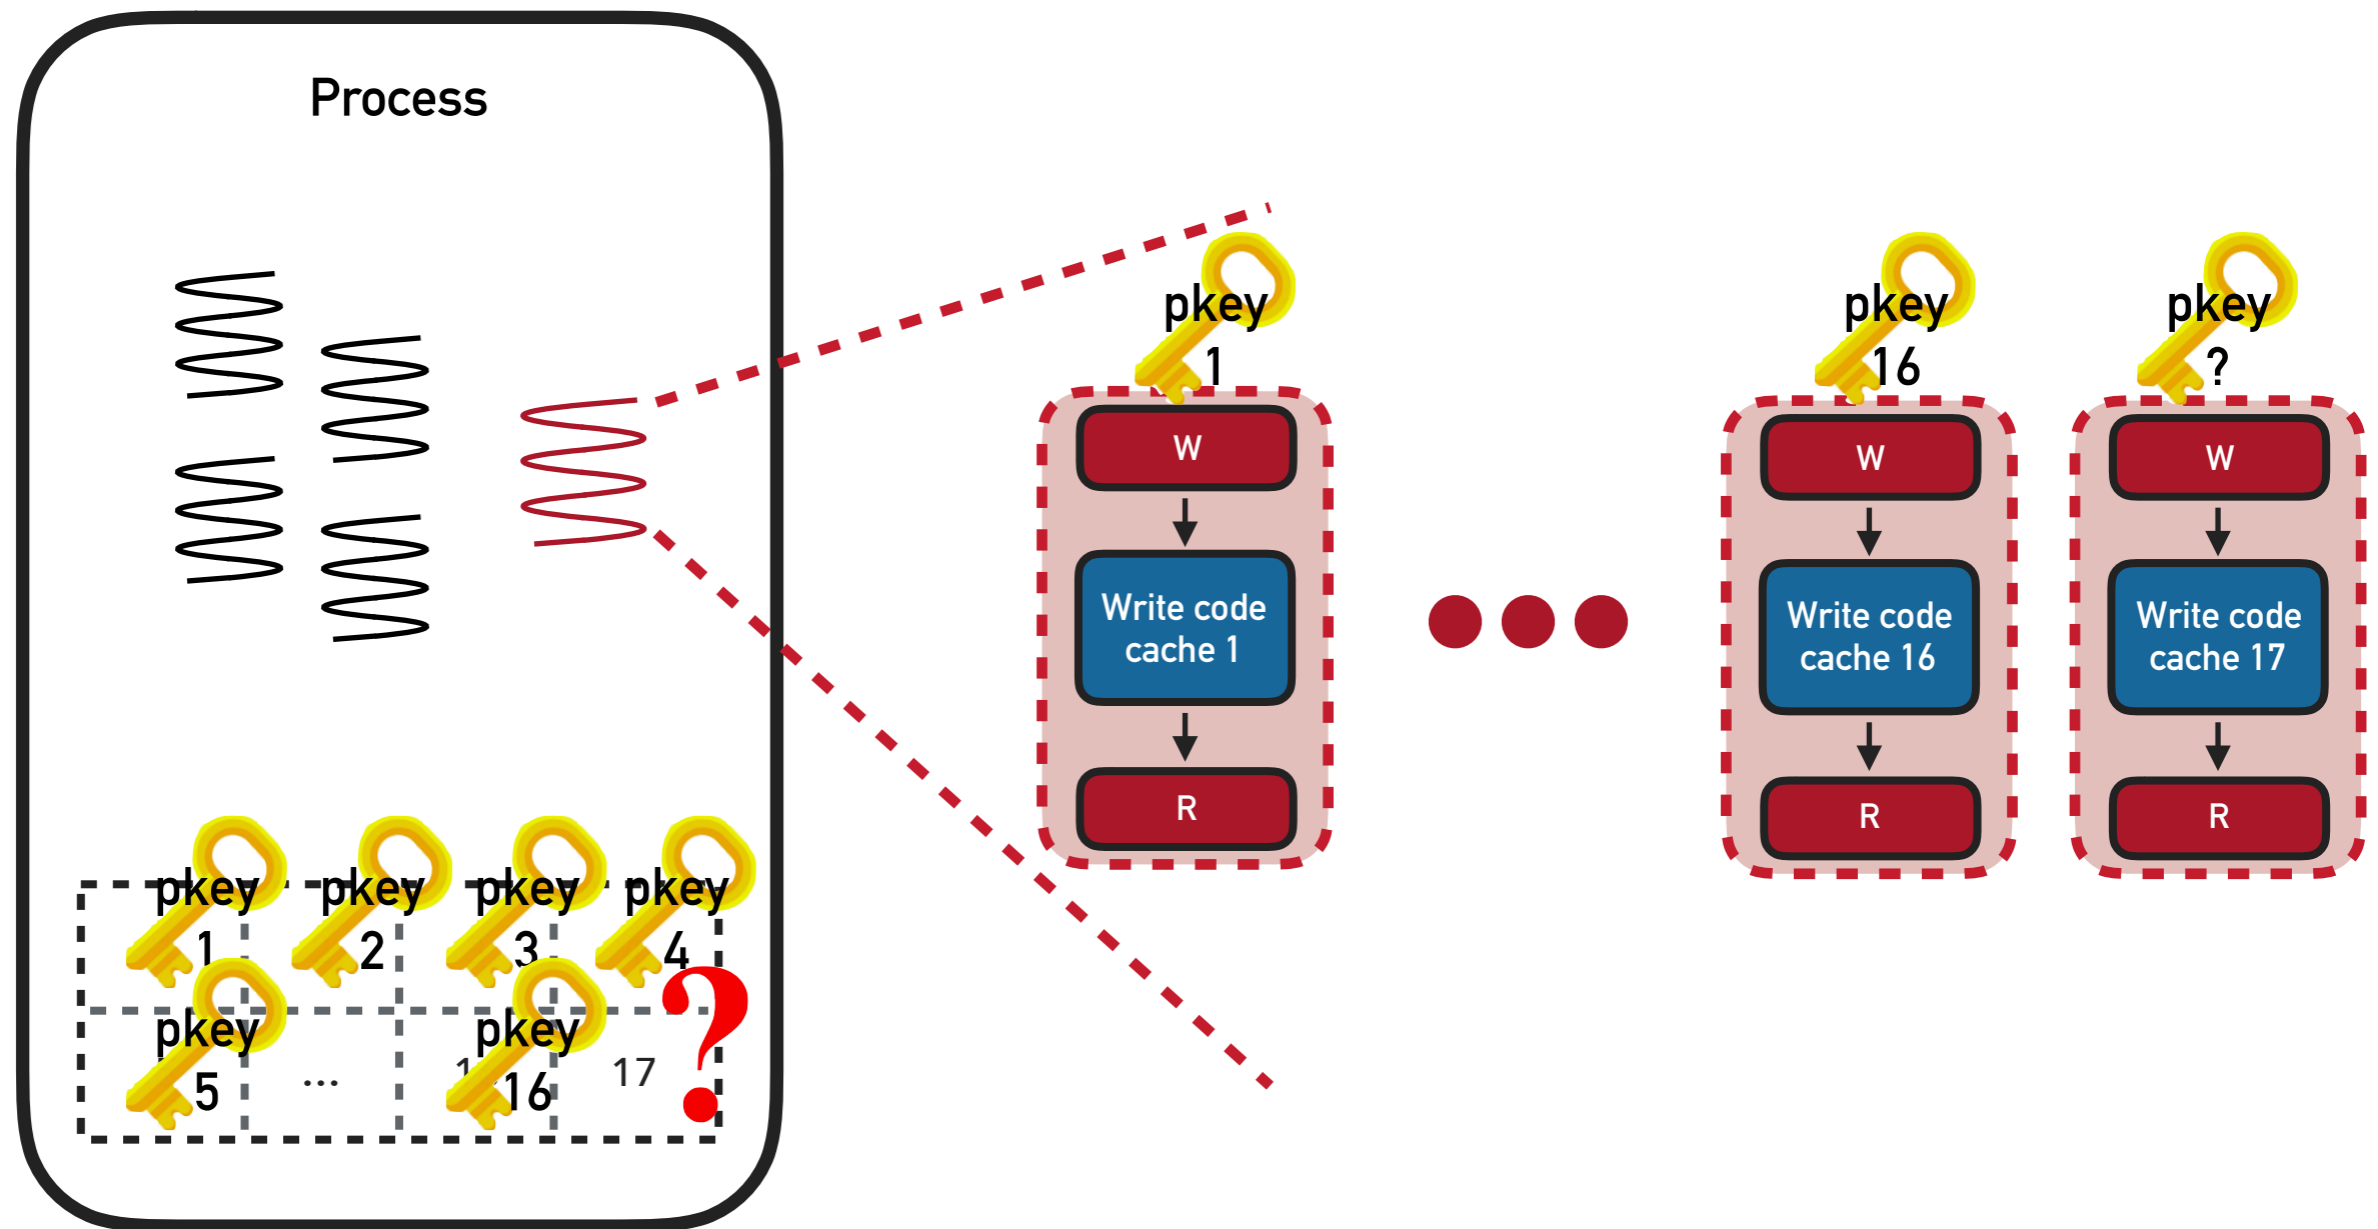 Process
pkey
1
pkey
2
pkey
3
pkey
4
pkey
5
...
pkey
16
17
?
pkey
1
W
Write code
cache 1
R
pkey
16
W
Write code
cache 16
R
pkey
?
W
Write code
cache 17
R